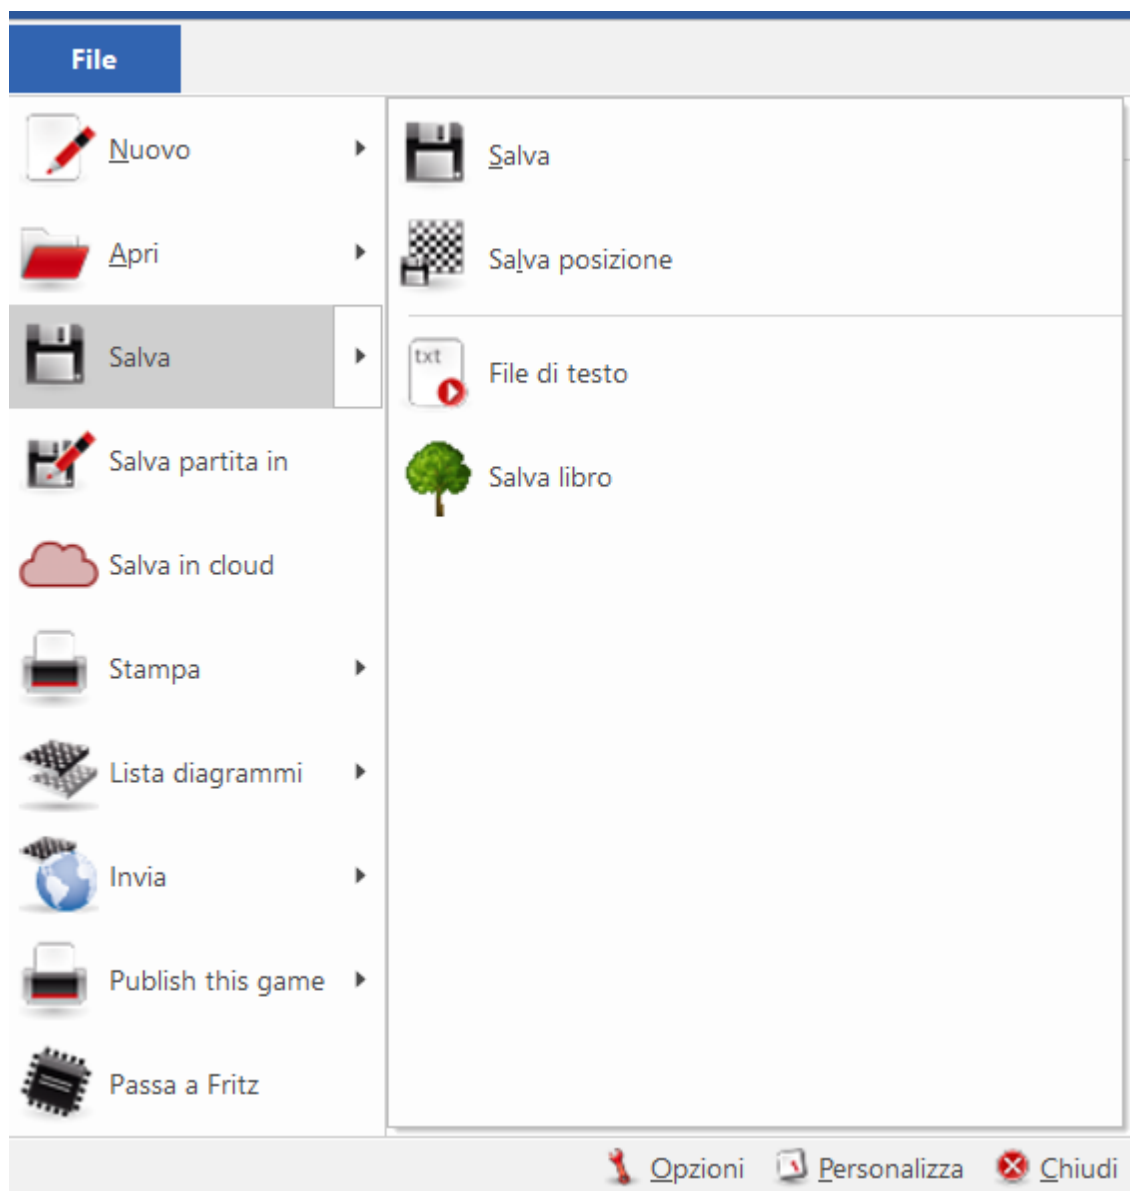 File
Nuovo
Apri
Salva
Salva partita in
Salva in cloud
Stampa
Lista diagrammi
Invia
Publish this game
Passa a Fritz
Salva
Salva posizione
txt
File di testo
Salva libro
Opzioni
Personalizza
Chiudi